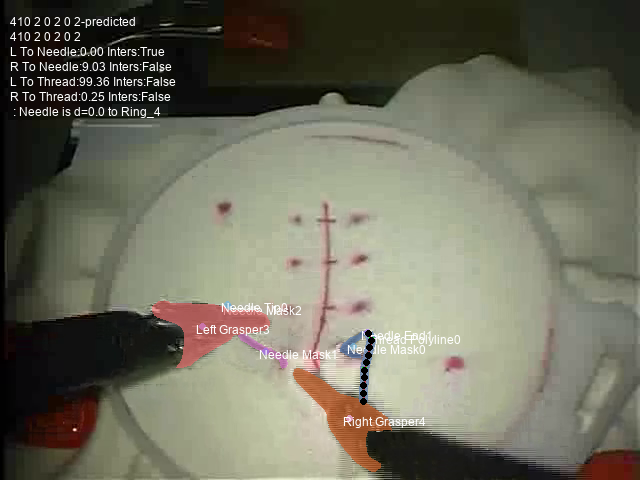 410 2 0 2 0 2-predicted
410 2 0 2 0 2
L To Needle:0.00 Inters:True
R To Needle:9.03 Inters:False
L To Thread:99.36 Inters:False
R To Thread:0.25 Inters:False
: Needle is d=0.0 to Ring_4
Needle Tip0
Needle Mask2
Left Grasper3
Needle End1
Thread Polyline0
Needle Mask0
Needle Mask1
Right Grasper4